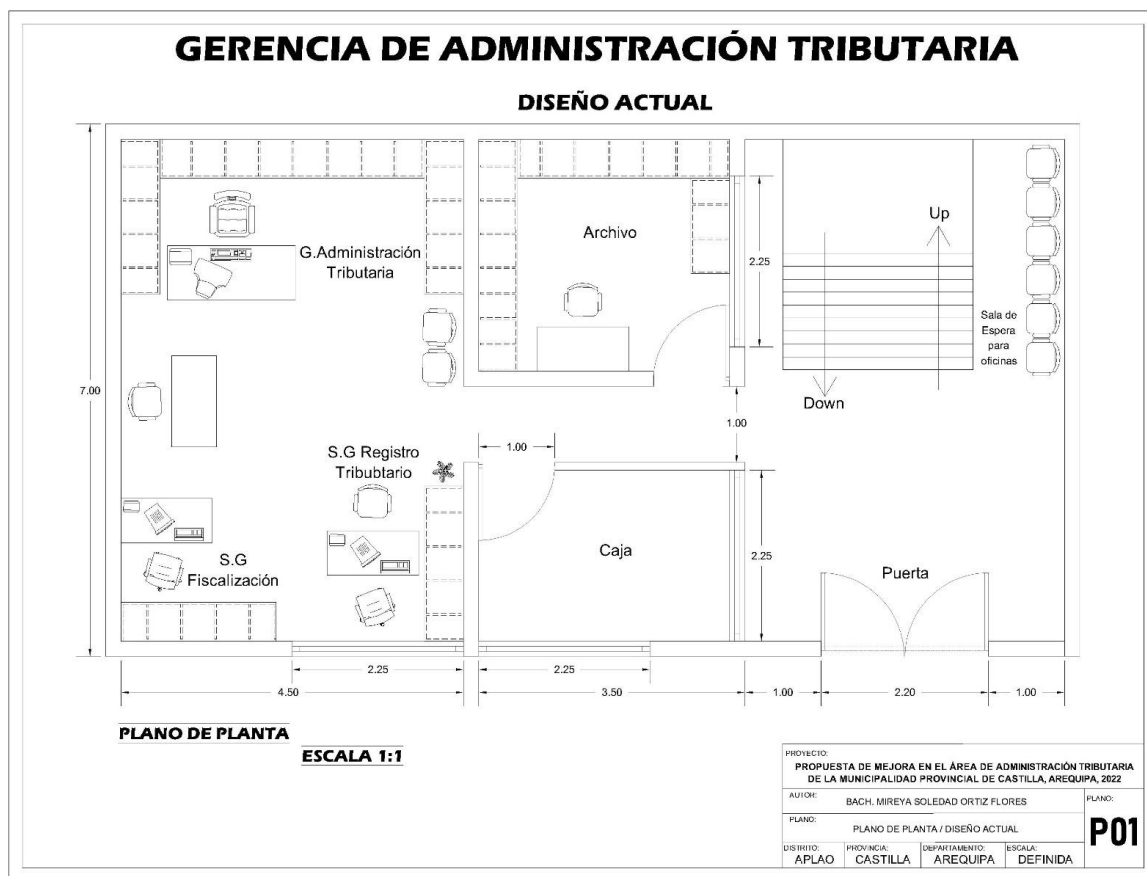 GERENCIA DE ADMINISTRACIÓN TRIBUTARIA
DISEÑO ACTUAL
G.Administración
Tributaria
Archivo
Up
2.25
Sala de
Espera
para
oficinas
7.00
Down
1.00
1.00
S.G Registro
Tribubtario
S.G
Fiscalización
Caja
2.25
Puerta
2.25
2.25
4.50
3.50
1.00
2.20
1.00
PLANO DE PLANTA
ESCALA 1:1
PROYECTO:
PROPUESTA DE MEJORA EN EL ÁREA DE ADMINISTRACIÓN TRIBUTARIA
DE LA MUNICIPALIDAD PROVINCIAL DE CASTILLA, AREQUIPA, 2022
AUTOR:
BACH. MIREYA SOLEDAD ORTIZ FLORES
PLANO:
PLANO:
PLANO DE PLANTA / DISEÑO ACTUAL
P01
DISTRITO:
APLAO
PROVINCIA:
CASTILLA
DEPARTAMENTO:
AREQUIPA
ESCALA:
DEFINIDA